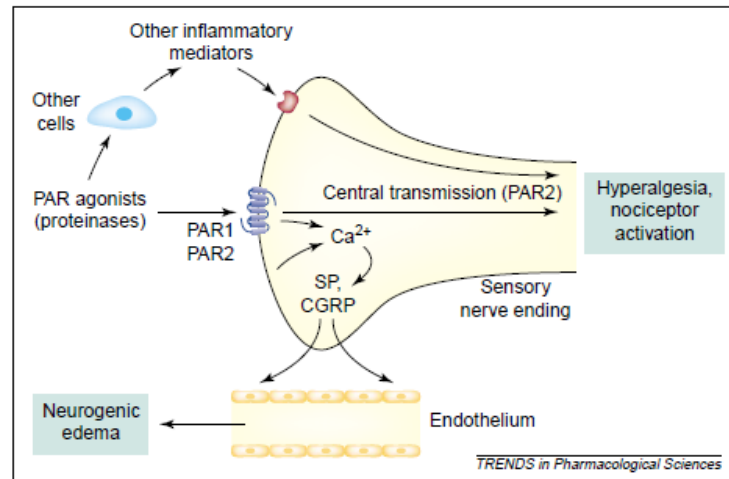 Other inflammatory
mediators
Other
cells
PAR agonists
(proteinases)
PAR1
PAR2
Central transmission (PAR2)
Hyperalgesia,
nociceptor
activation
Ca2+
SP,
CGRP
Sensory
nerve ending
Neurogenic
edema
Endothelium
TRENDS in Pharmacological Sciences